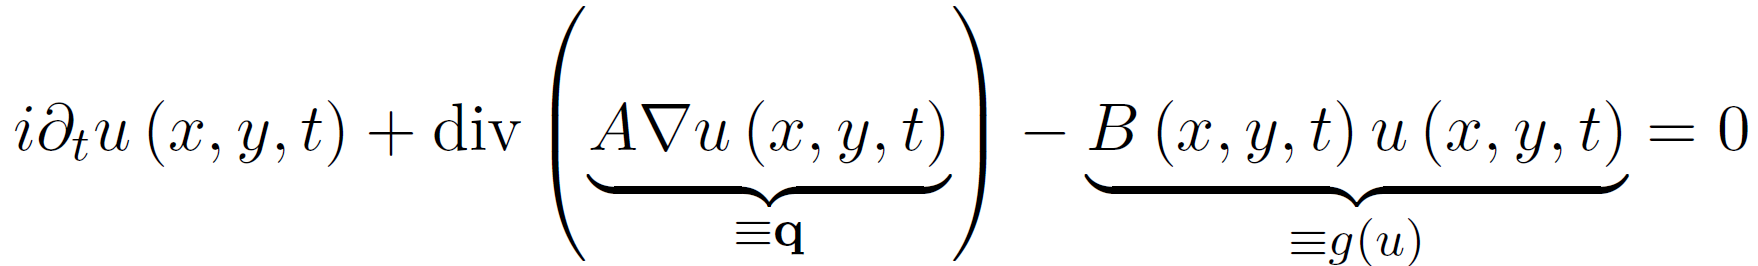 i∂ₜu (x, y, t) + div ( A∇u (x, y, t) ) − B (x, y, t) u (x, y, t) = 0
≡q ≡g(u)